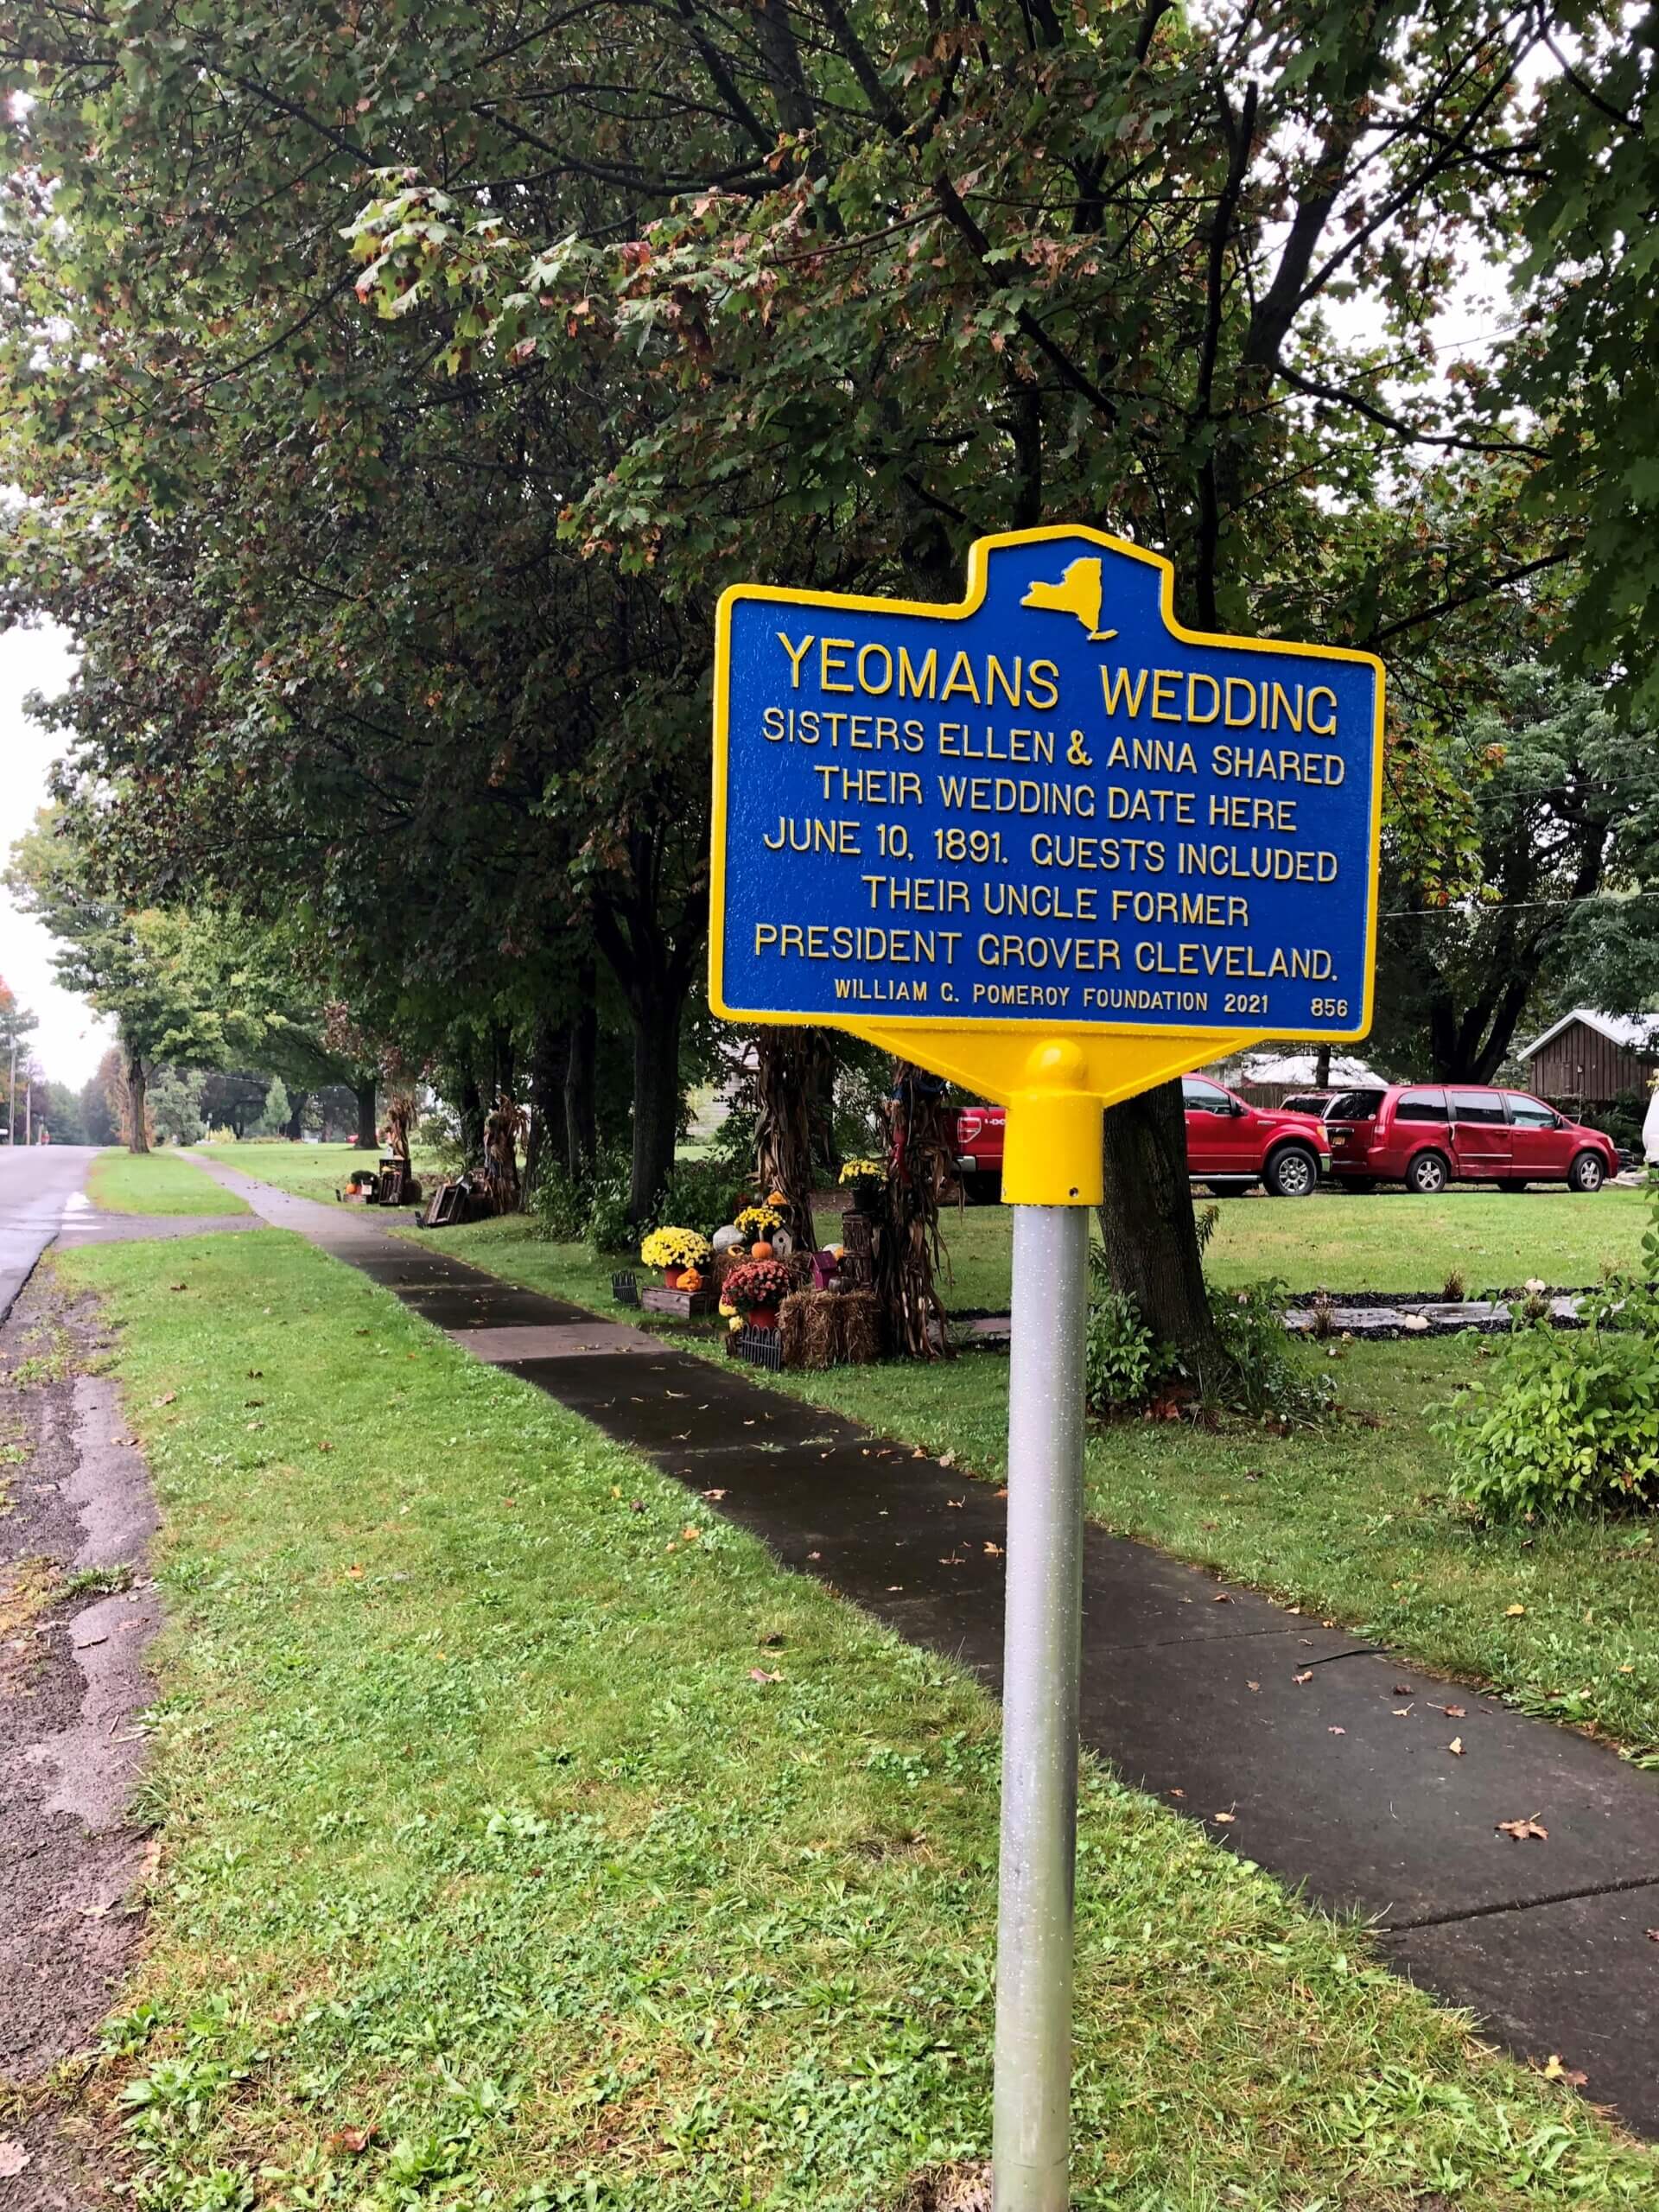 YEOMANS WEDDING
SISTERS ELLEN & ANNA SHARED
THEIR WEDDING DATE HERE
JUNE 10, 1891. GUESTS INCLUDED
THEIR UNCLE FORMER
PRESIDENT GROVER CLEVELAND.
WILLIAM G. POMEROY FOUNDATION 2021 856